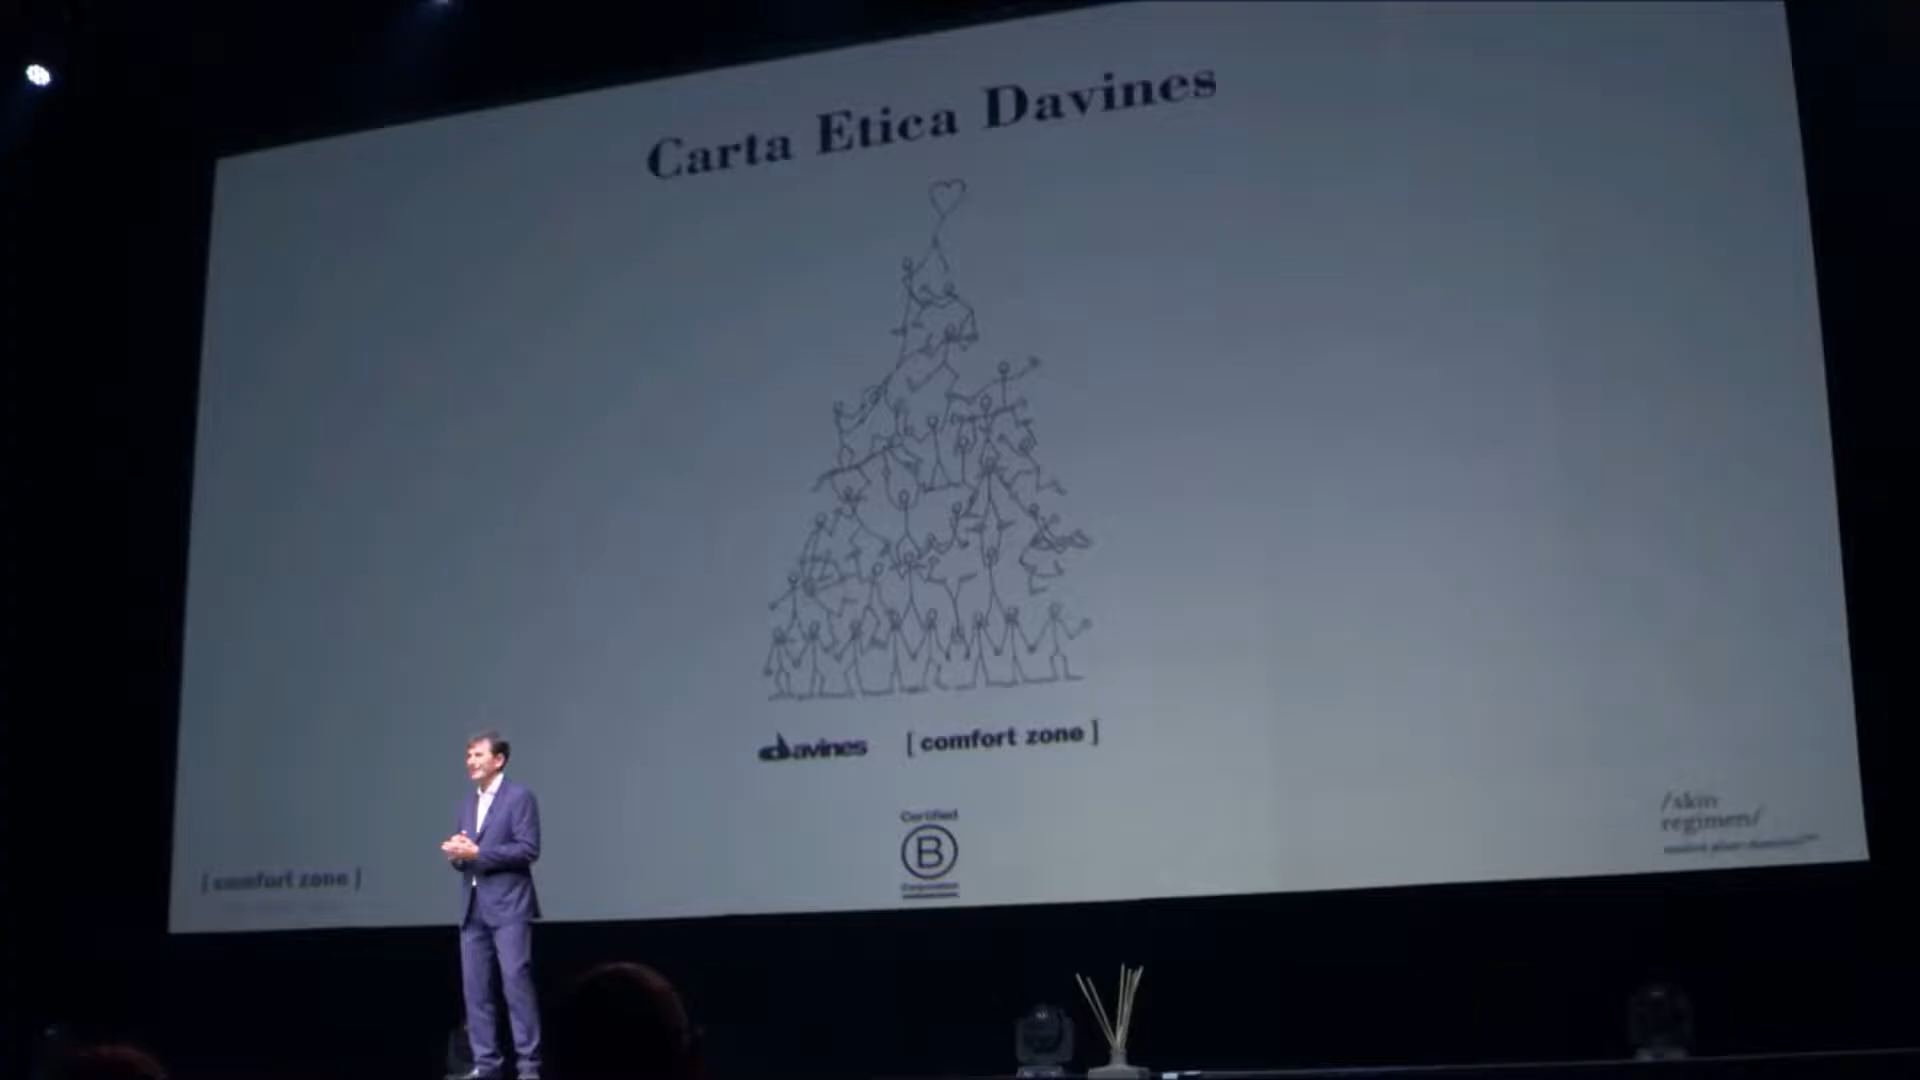 Carta Etica Davines
davines [ comfort zone ]
Certified
B
Corporation
[ comfort zone ]
/skin
regimen/